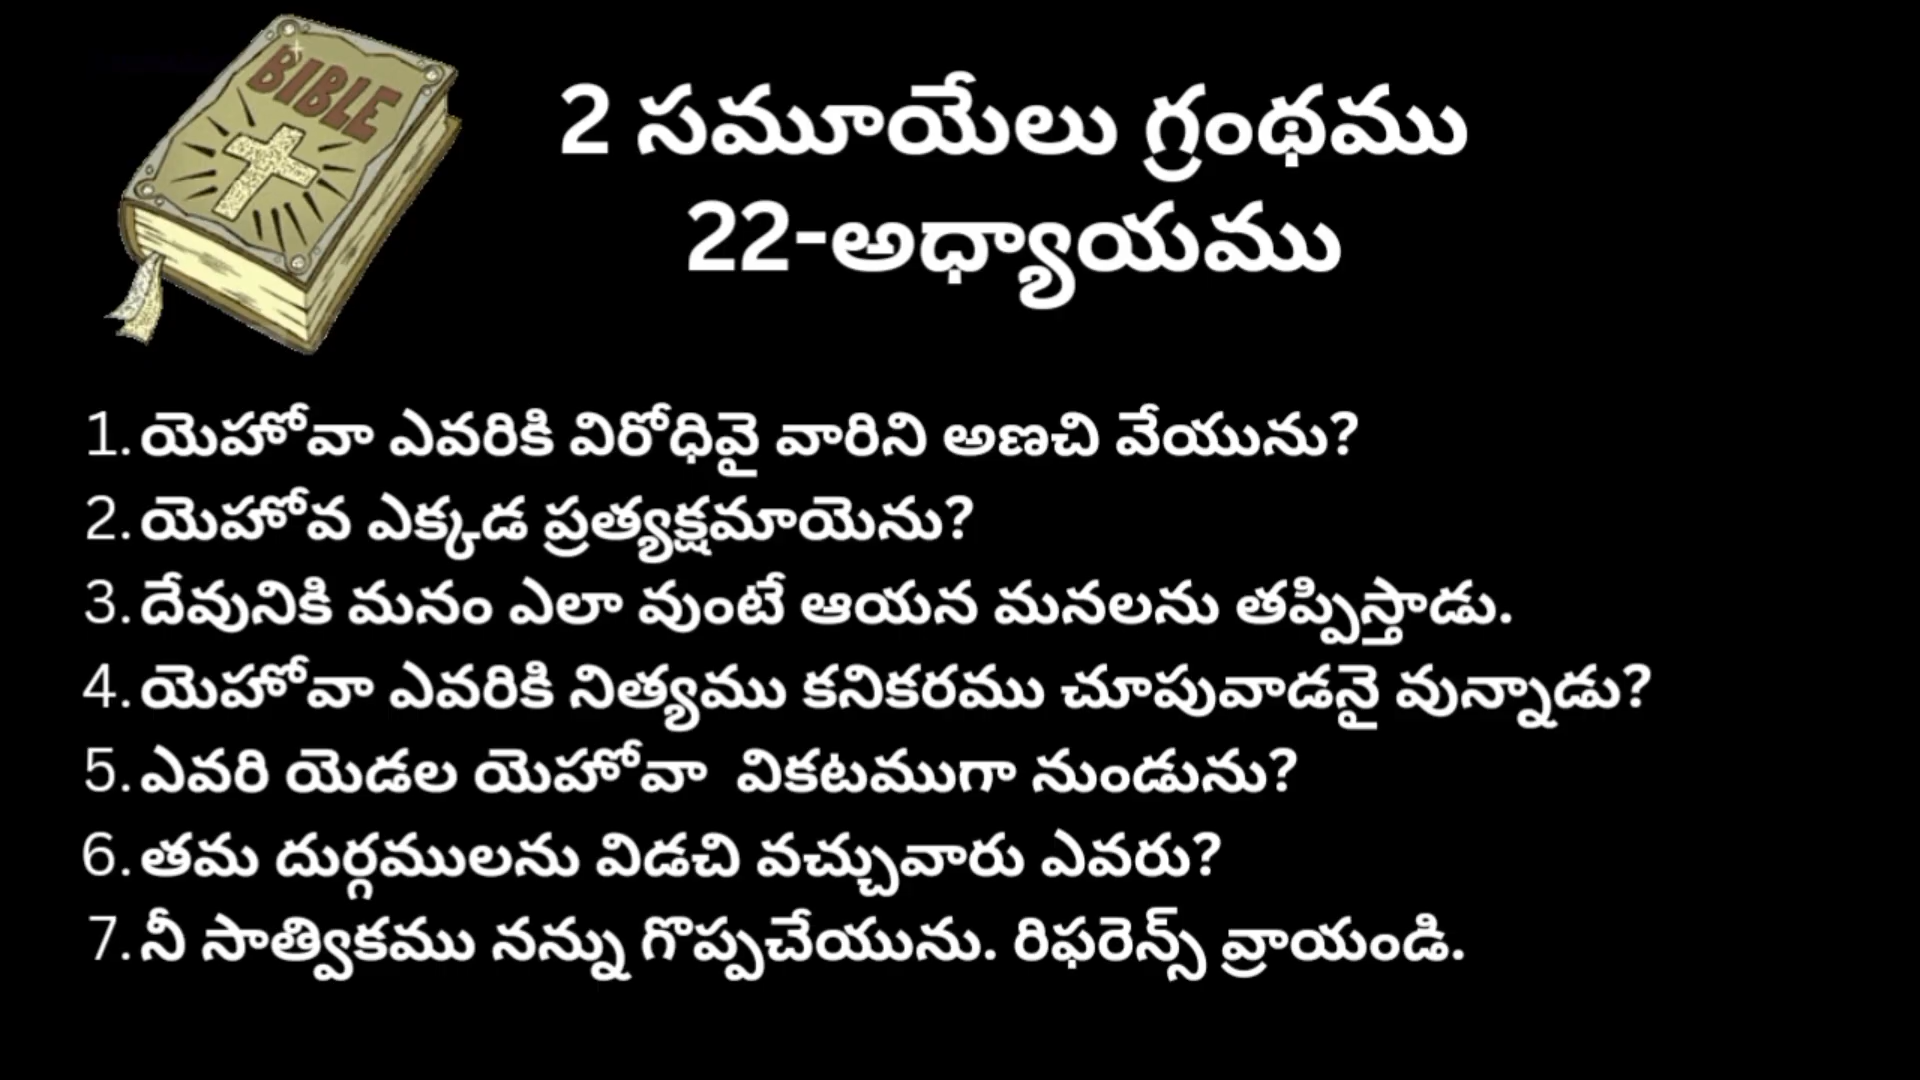 BIBLE
2 సమూయేలు గ్రంథము
22-అధ్యాయము
1. యెహోవా ఎవరికి విరోధివై వారిని అణచి వేయును?
2. యెహోవ ఎక్కడ ప్రత్యక్షమాయెను?
3. దేవునికి మనం ఎలా వుంటే ఆయన మనలను తప్పిస్తాడు.
4. యెహోవా ఎవరికి నిత్యము కనికరము చూపువాడనై వున్నాడు?
5. ఎవరి యెడల యెహోవా వికటముగా నుండును?
6. తమ దుర్గములను విడచి వచ్చువారు ఎవరు?
7. నీ సాత్వికము నన్ను గొప్పచేయును. రిఫరెన్స్ వ్రాయండి.